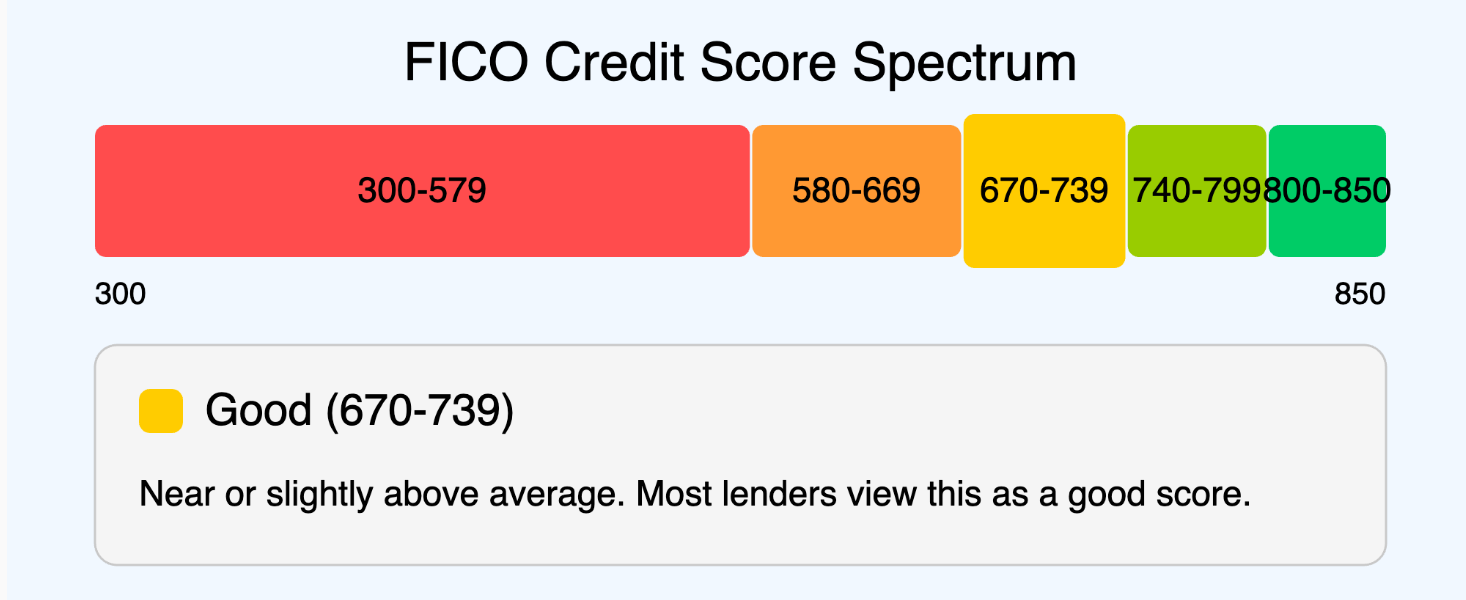 FICO Credit Score Spectrum
300-579 580-669 670-739 740-799 800-850
300 850
Good (670-739)
Near or slightly above average. Most lenders view this as a good score.